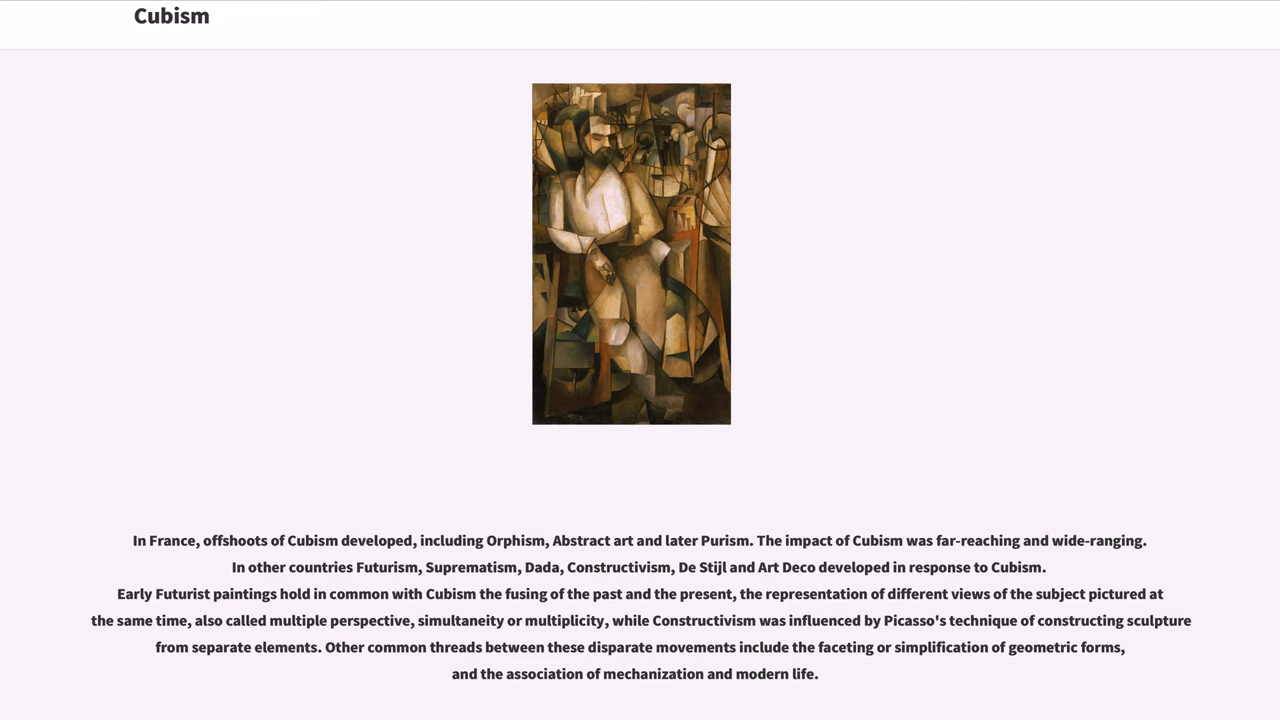 Cubism
In France, offshoots of Cubism developed, including Orphism, Abstract art and later Purism. The impact of Cubism was far-reaching and wide-ranging.
In other countries Futurism, Suprematism, Dada, Constructivism, De Stijl and Art Deco developed in response to Cubism.
Early Futurist paintings hold in common with Cubism the fusing of the past and the present, the representation of different views of the subject pictured at
the same time, also called multiple perspective, simultaneity or multiplicity, while Constructivism was influenced by Picasso's technique of constructing sculpture
from separate elements. Other common threads between these disparate movements include the faceting or simplification of geometric forms,
and the association of mechanization and modern life.